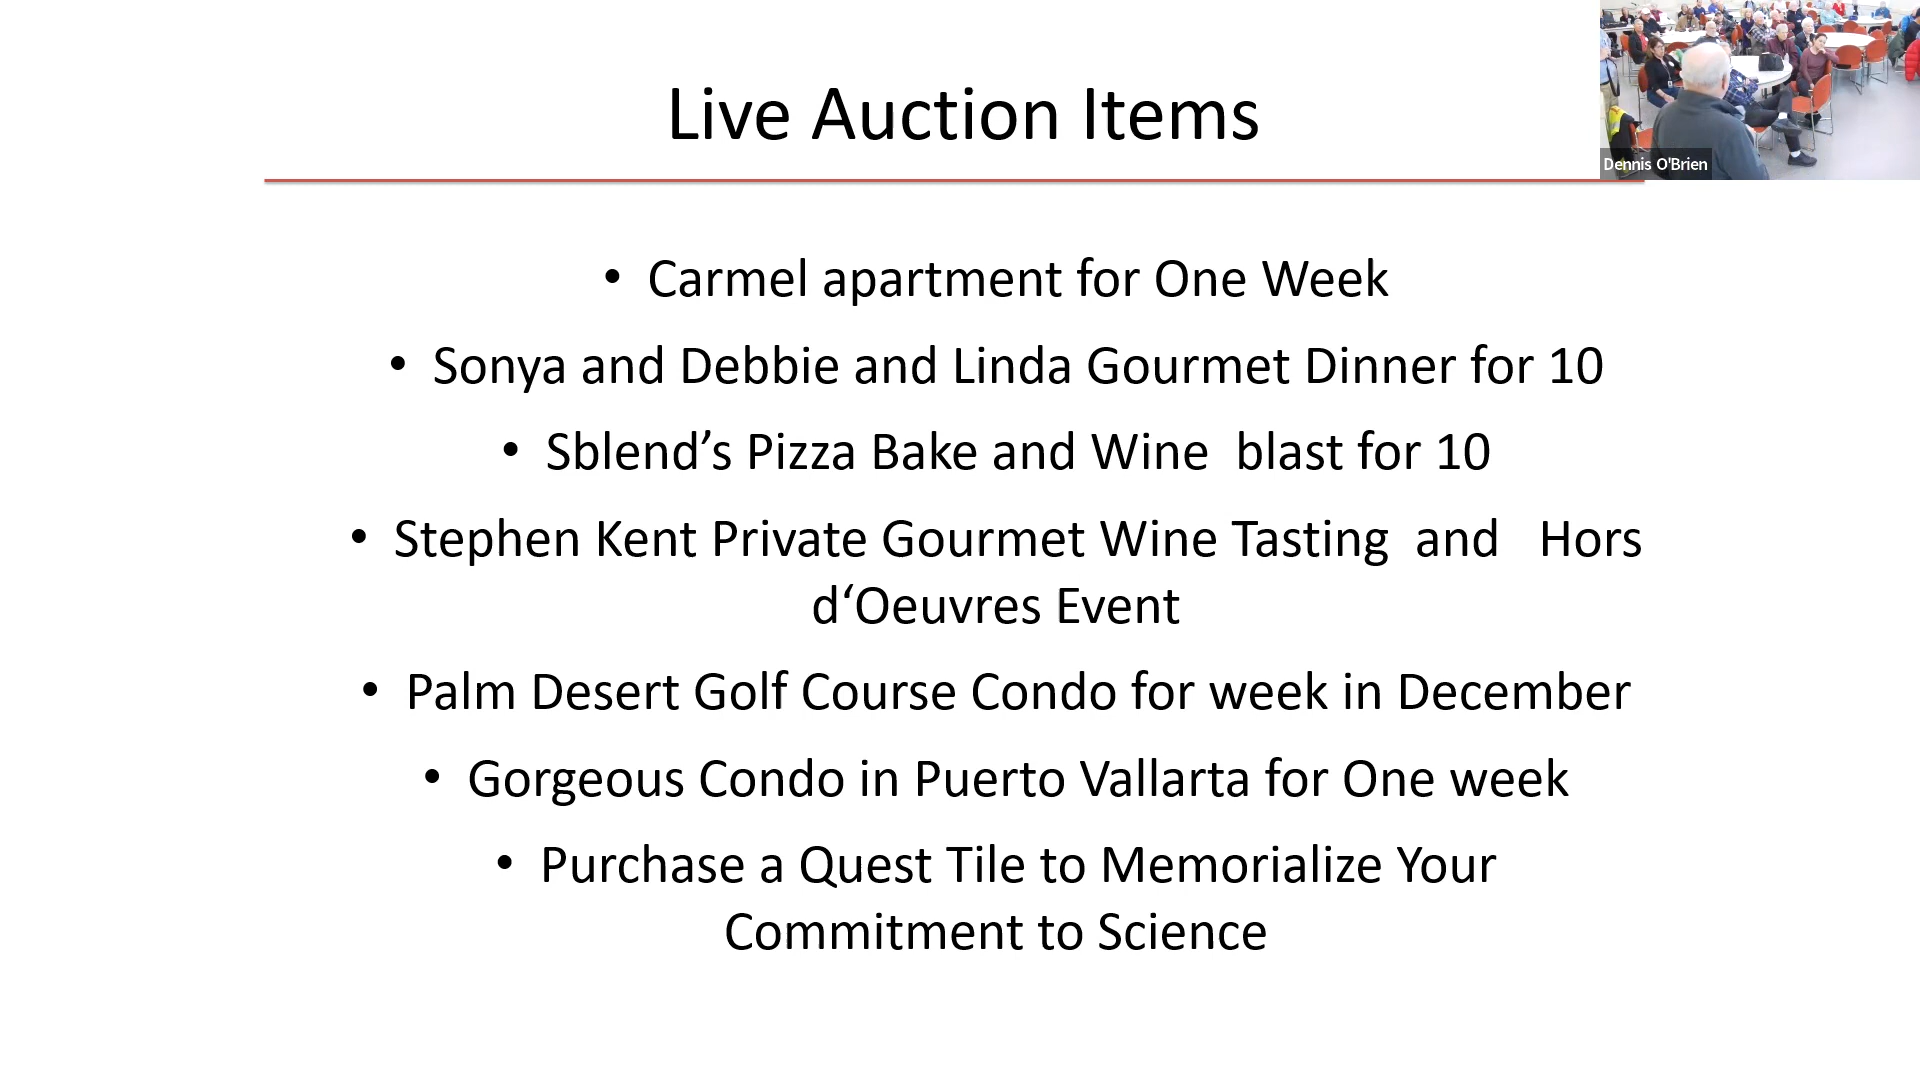 Live Auction Items
Dennis O'Brien
• Carmel apartment for One Week
• Sonya and Debbie and Linda Gourmet Dinner for 10
• Sblend’s Pizza Bake and Wine  blast for 10
• Stephen Kent Private Gourmet Wine Tasting  and   Hors
d‘Oeuvres Event
• Palm Desert Golf Course Condo for week in December
• Gorgeous Condo in Puerto Vallarta for One week
• Purchase a Quest Tile to Memorialize Your
Commitment to Science